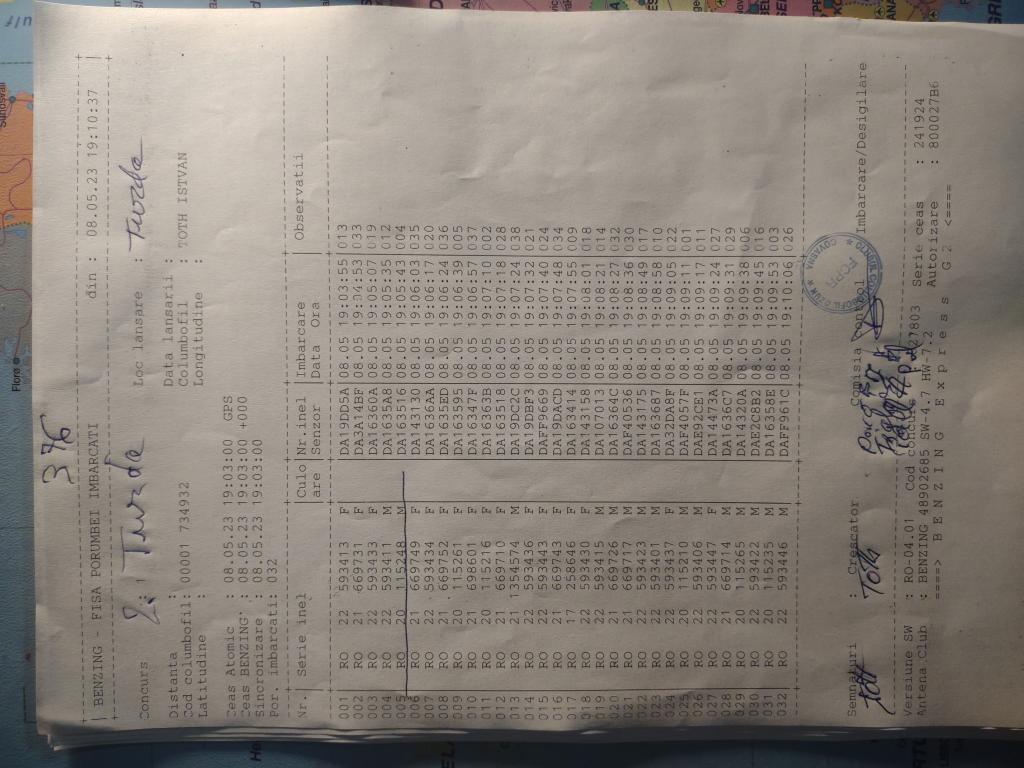 376
BENZING - FISA PORUMBEI IMBARCATI din : 08.05.23 19:10:37
Concurs 2: Turda Loc lansare : Turda
Distanta Data lansarii :
Cod columbofil: 00001 734932 Columbofil : TOTH ISTVAN
Latitudine : Longitudine :
Ceas Atomic : 08.05.23 19:03:00 GPS
Ceas BENZING : 08.05.23 19:03:00 +000
Sincronizare : 08.05.23 19:03:00
Por. imbarcati: 032
Nr. Serie inel Culo Nr.inel Imbarcare Observatii
are Senzor Data Ora
001 RO 22 593413 F DA19DD5A 08.05 19:03:55 013
002 RO 21 669731 F DA3A14BF 08.05 19:04:53 033
003 RO 22 593433 F DA16360A 08.05 19:05:07 019
004 RO 22 593411 M DA1635A8 08.05 19:05:35 012
005 RO 20 115248 M DA163516 08.05 19:05:43 004
006 RO 21 669749 F DA143130 08.05 19:06:03 035
007 RO 22 593434 F DA1636AA 08.05 19:06:17 020
008 RO 21 669752 F DA1635ED 08.05 19:06:24 036
009 RO 20 115261 F DA163597 08.05 19:06:39 005
010 RO 21 698601 F DA16347F 08.05 19:06:57 037
011 RO 20 115216 F DA16363B 08.05 19:07:10 002
012 RO 21 669710 F DA163518 08.05 19:07:18 028
013 RO 21 1354574 M DA19DC2C 08.05 19:07:24 008
014 RO 22 593436 F DA19DBF3 08.05 19:07:32 021
015 RO 22 593443 F DAFF9669 08.05 19:07:40 024
016 RO 21 669743 F DA19DACD 08.05 19:07:48 034
017 RO 17 258646 F DA163414 08.05 19:07:55 009
018 RO 22 593430 F DA143158 08.05 19:08:01 018
019 RO 22 593415 M DA107013 08.05 19:08:21 014
020 RO 21 669726 M DA16364C 08.05 19:08:27 032
021 RO 21 669717 M DAF4053A 08.05 19:08:36 030
022 RO 22 593423 M DA143175 08.05 19:08:49 017
023 RO 22 593401 M DA163687 08.05 19:08:58 010
024 RO 22 593437 M DA32DABF 08.05 19:09:05 022
025 RO 20 115210 M DAF4057F 08.05 19:09:11 001
026 RO 22 593406 M DAE92CF1 08.05 19:09:17 011
027 RO 22 593447 F DA14473A 08.05 19:09:24 027
028 RO 21 669714 M DA1636C7 08.05 19:09:31 029
029 RO 20 115265 M DA14320A 08.05 19:09:38 006
030 RO 22 593422 M DAE2C8B2 08.05 19:09:45 016
031 RO 20 115235 M DA1635BE 08.05 19:09:53 003
032 RO 22 593446 M DAFF961C 08.05 19:10:06 026
Semnaturi : Crescator Comisia Control Imbarcare/Desigilare
Toth Toth
FCPR
COVASNA
Versiune SW : RO-04.01 Cod concurs 27803 Serie ceas : 241924
Antena Club : BENZING 48902685 SW-4.7 HW-7.2 Autorizare : 800027B6
====> B E N Z I N G E x p r e s s G 2 <====